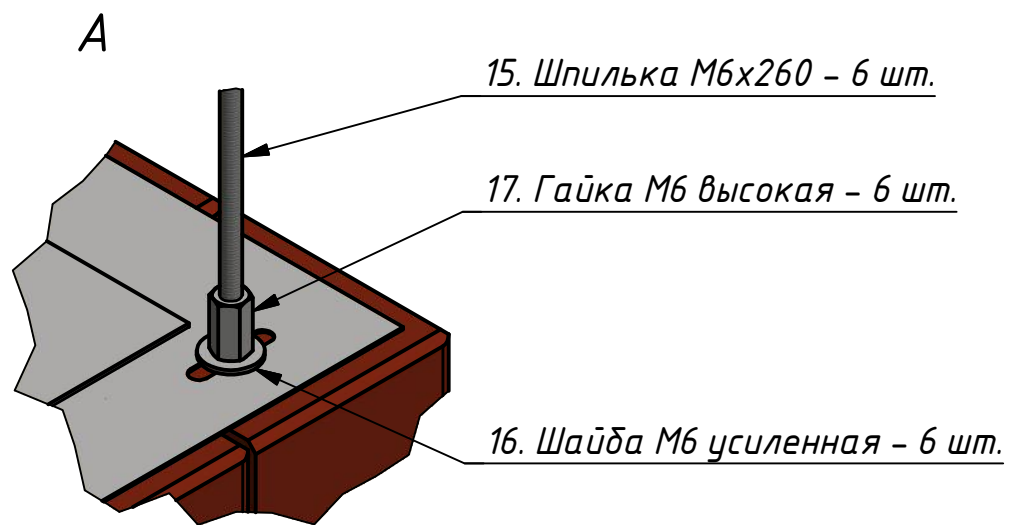 А
15. Шпилька М6х260 – 6 шт.
17. Гайка М6 высокая – 6 шт.
16. Шайба М6 усиленная – 6 шт.